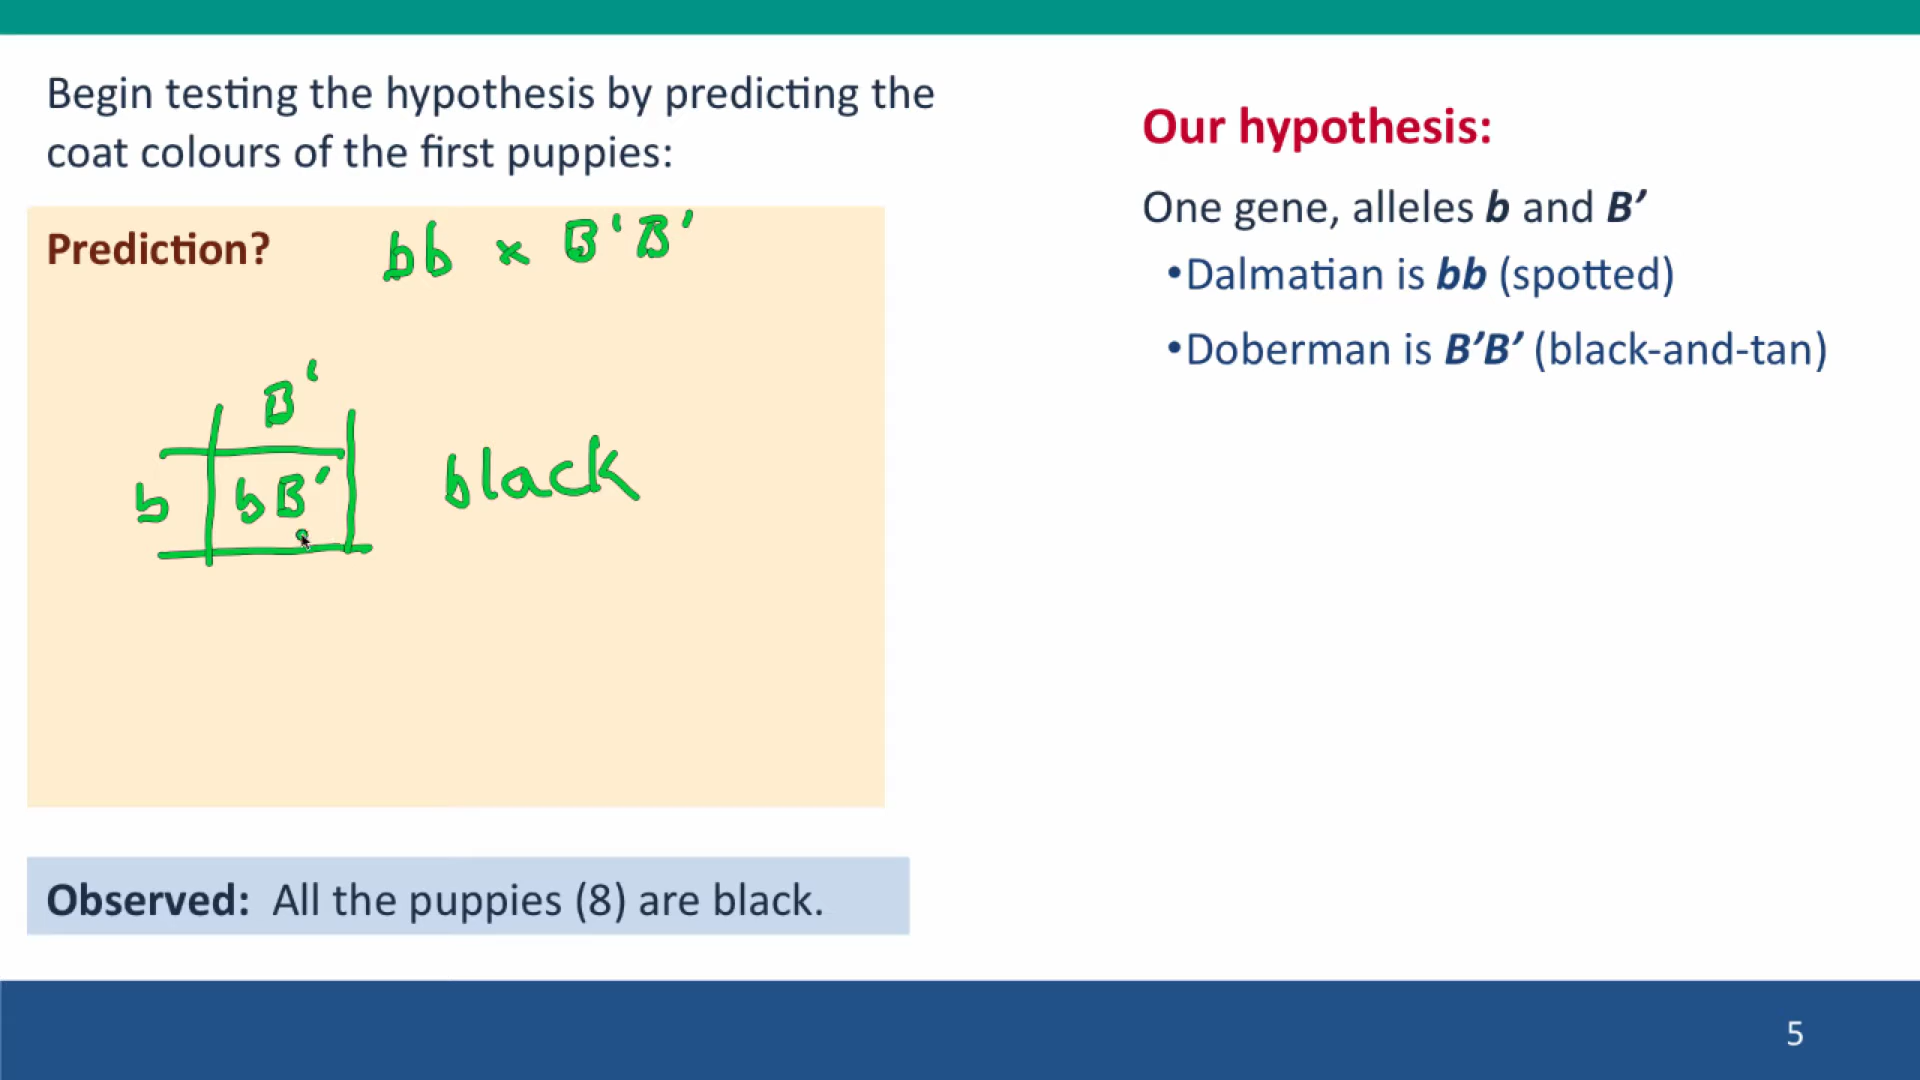 Begin testing the hypothesis by predicting the
coat colours of the first puppies:
Prediction? bb × B'B'
B'
b bB' black
Observed: All the puppies (8) are black.
Our hypothesis:
One gene, alleles b and B’
•Dalmatian is bb (spotted)
•Doberman is B’B’ (black-and-tan)
5